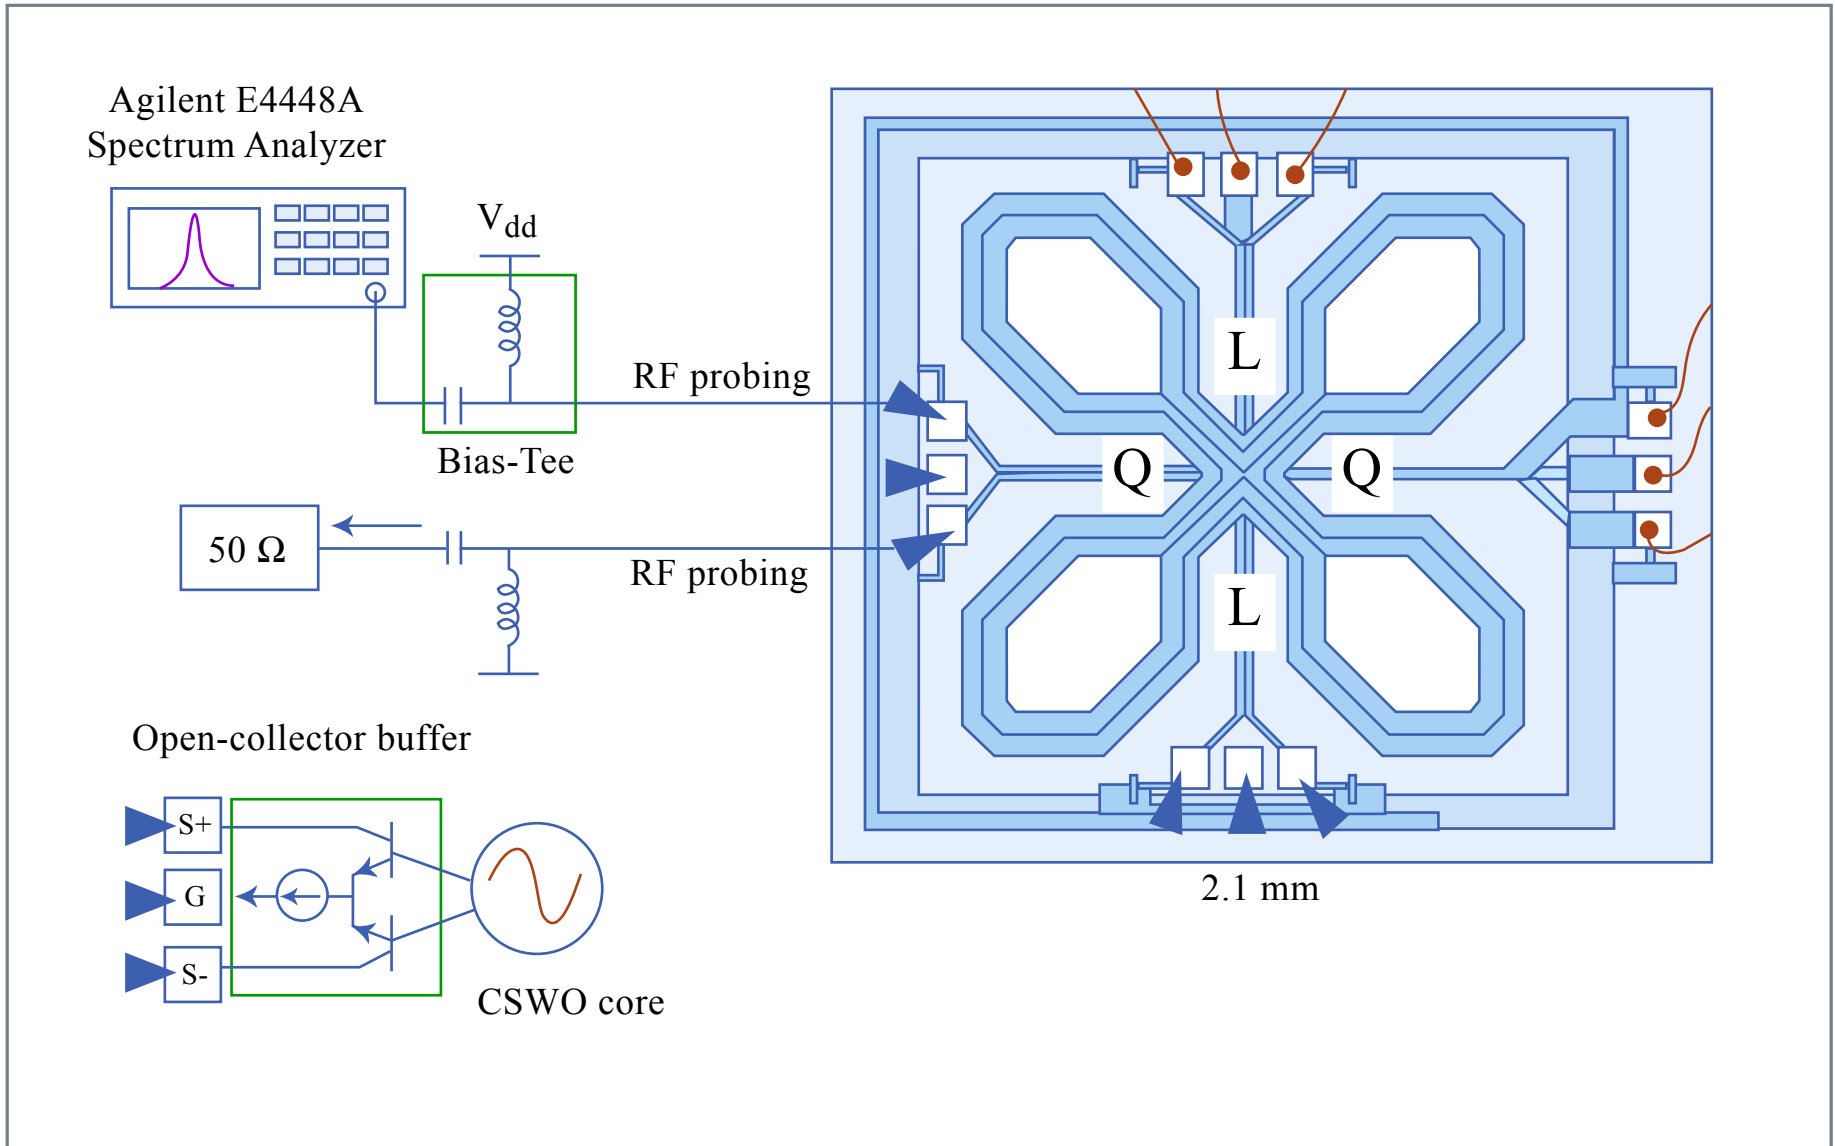 Agilent E4448A
Spectrum Analyzer
Vdd
Bias-Tee
RF probing
50 Ω
RF probing
Open-collector buffer
S+
G
S-
CSWO core
L
Q
Q
L
2.1 mm